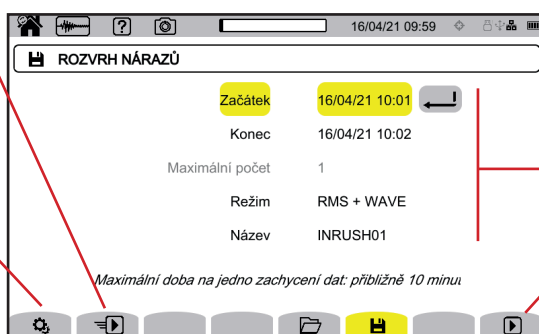 16/04/21 09:59
ROZVRH NÁRAZŮ
Začátek 16/04/21 10:01
Konec 16/04/21 10:02
Maximální počet 1
Režim RMS + WAVE
Název INRUSH01
Maximální doba na jedno zachycení dat: přibližně 10 minut